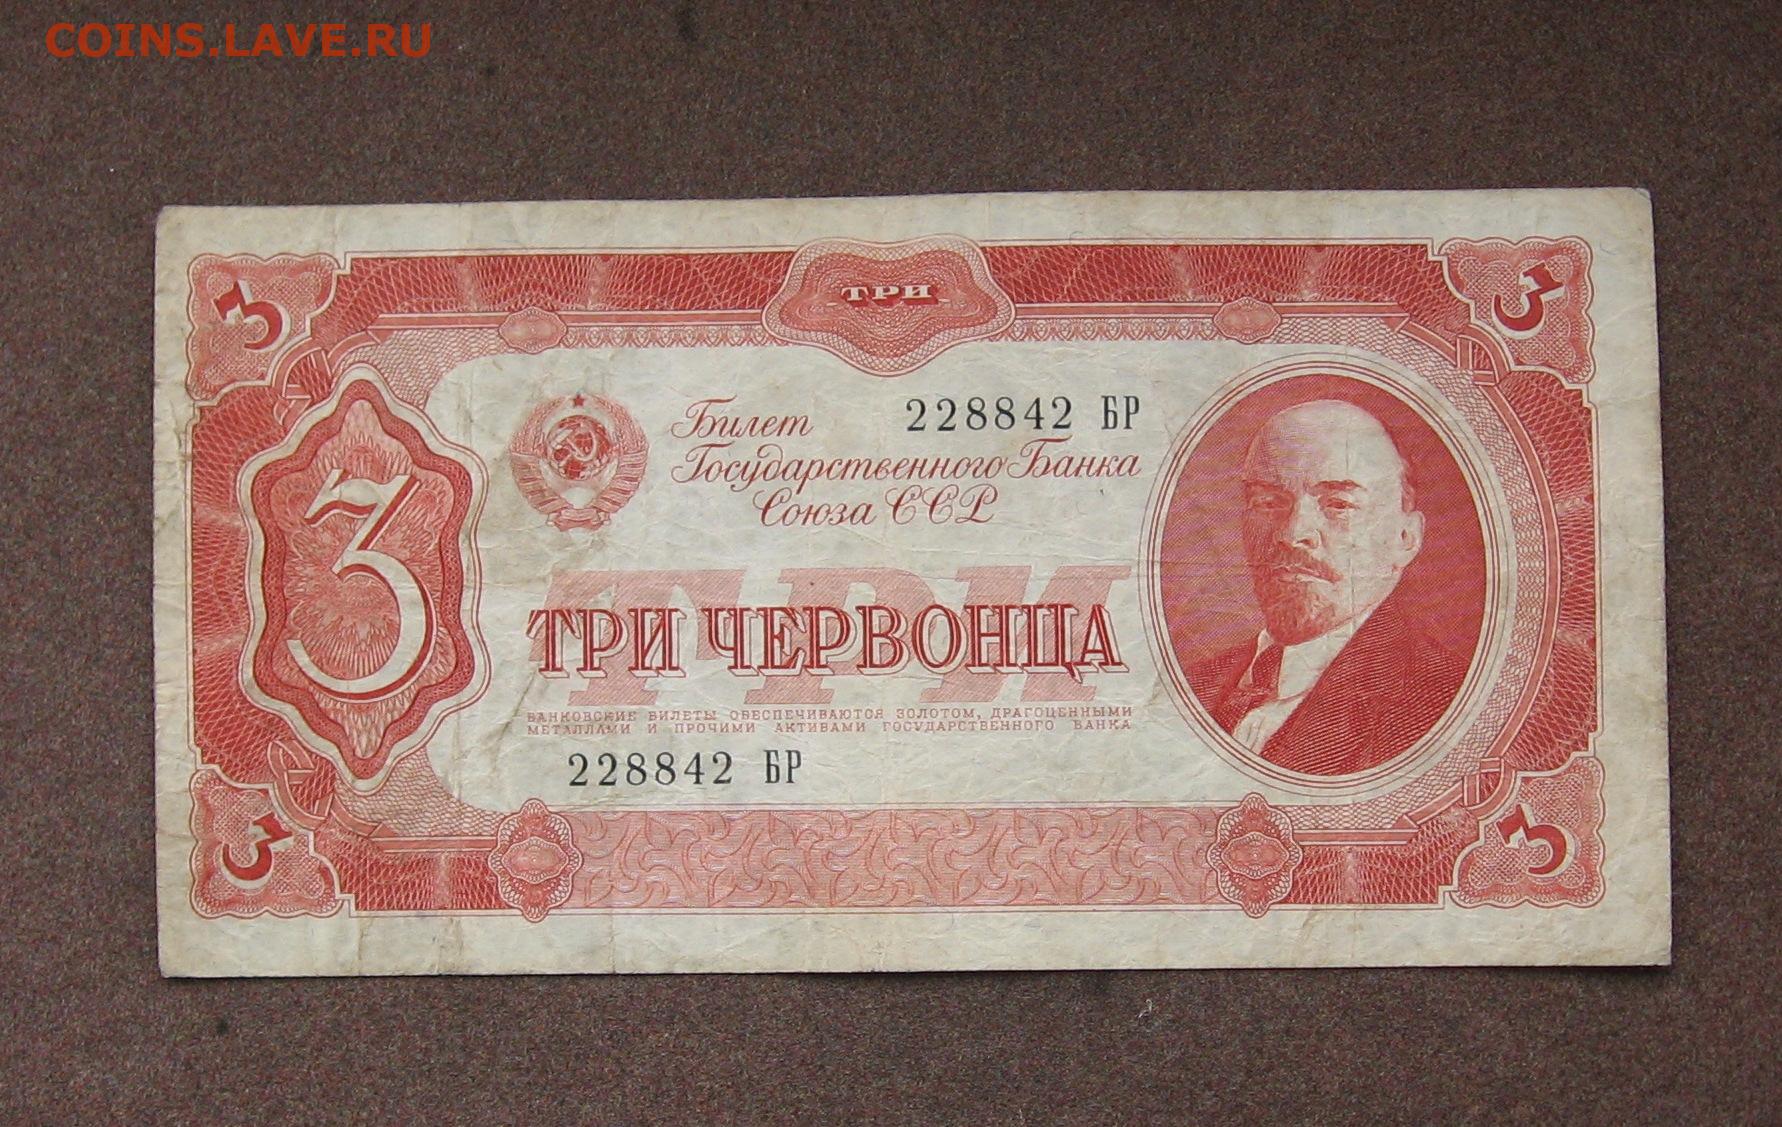 COINS.LAVE.RU
3 ТРИ 3
Билет 228842 БР
Государственного Банка
Союза ССР
3
ТРИ
ТРИ ЧЕРВОНЦА
БАНКОВСКИЕ БИЛЕТЫ ОБЕСПЕЧИВАЮТСЯ ЗОЛОТОМ, ДРАГОЦЕННЫМИ
МЕТАЛЛАМИ И ПРОЧИМИ АКТИВАМИ ГОСУДАРСТВЕННОГО БАНКА
228842 БР
3 3